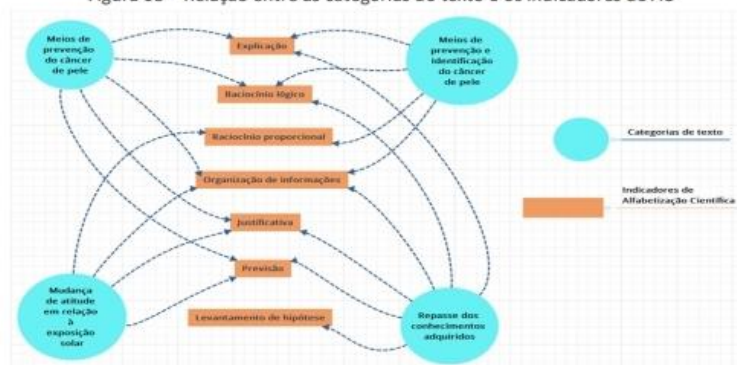 Meios de
prevenção
do câncer
de pele
Explicação
Meios de
prevenção e
identificação
do câncer
de pele
Raciocínio lógico
Raciocínio proporcional
Categorias de texto
Organização de informações
Indicadores de
Alfabetização Científica
Justificativa
Previsão
Mudança
de atitude
em relação
à
exposição
solar
Levantamento de hipótese
Repasse dos
conhecimentos
adquiridos